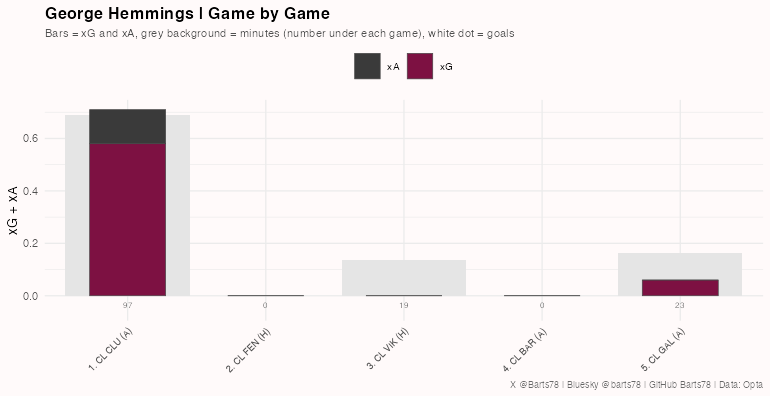 George Hemmings | Game by Game
Bars = xG and xA, grey background = minutes (number under each game), white dot = goals
xA xG
xG + xA
0.6
0.4
0.2
0.0
97 0 19 0 23
1. CL CLU (A)
2. CL FEN (H)
3. CL VIK (H)
4. CL BAR (A)
5. CL GAL (A)
X @Barts78 | Bluesky @barts78 | GitHub Barts78 | Data: Opta